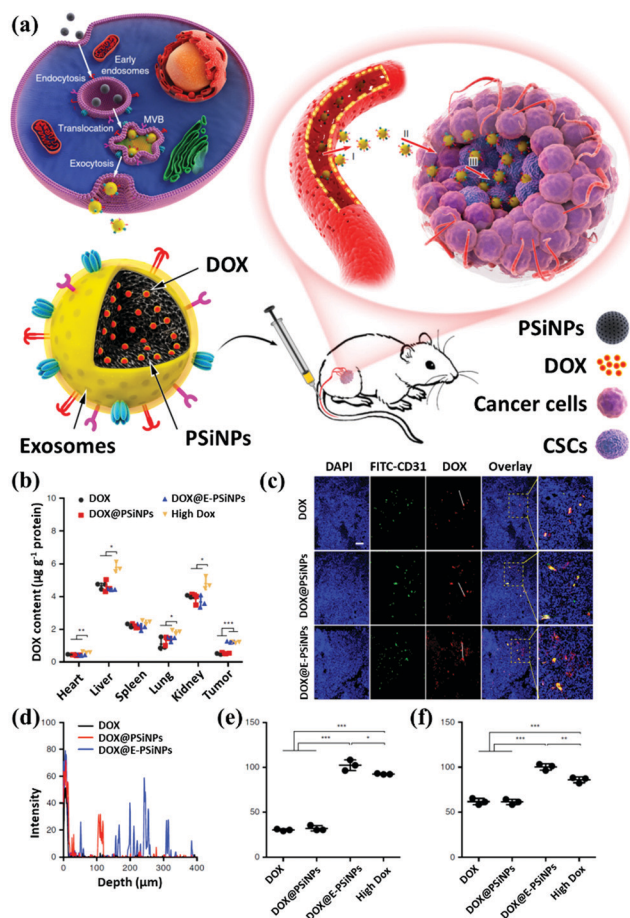 (a)
Early
endosomes
Endocytosis
Translocation
MVB
Exocytosis
I
II
III
DOX
Exosomes
PSiNPs
PSiNPs
DOX
Cancer cells
CSCs
(b)
DOX
DOX@E-PSiNPs
DOX@PSiNPs
High Dox
DOX content (µg g⁻¹ protein)
8
6
4
2
0
*
*
*
**
***
Heart
Liver
Spleen
Lung
Kidney
Tumor
(c)
DAPI
FITC-CD31
DOX
Overlay
DOX
DOX@PSiNPs
DOX@E-PSiNPs
(d)
DOX
DOX@PSiNPs
DOX@E-PSiNPs
Intensity
100
80
60
40
20
0
0
100
200
300
400
Depth (µm)
(e)
150
100
50
0
***
***
*
DOX
DOX@PSiNPs
DOX@E-PSiNPs
High Dox
(f)
150
100
50
0
***
***
**
DOX
DOX@PSiNPs
DOX@E-PSiNPs
High Dox